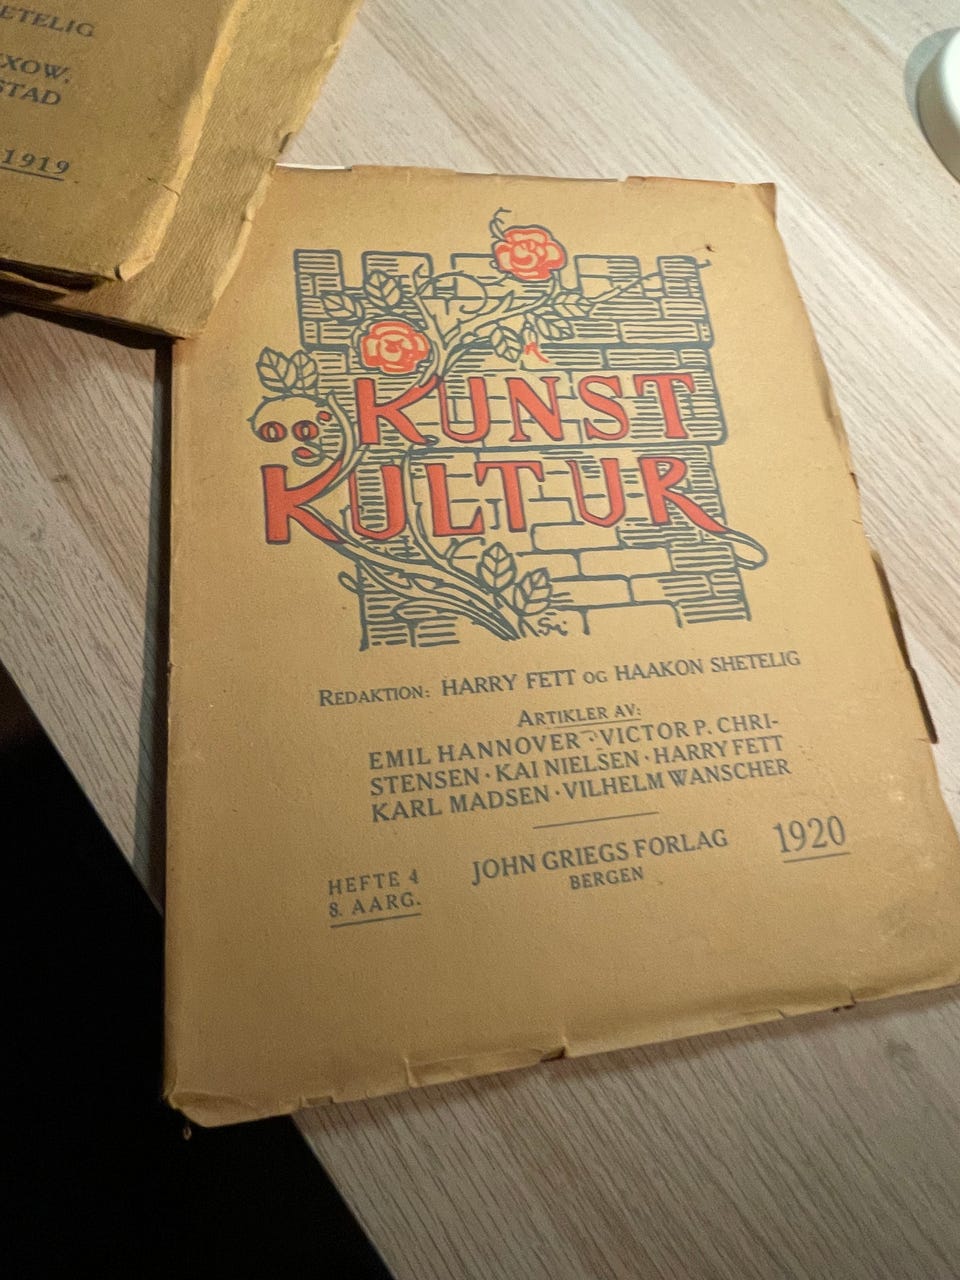 ETELIG
XOW,
STAD
1919
KUNST
OG
KULTUR
REDAKTION: HARRY FETT OG HAAKON SHETELIG
ARTIKLER AV:
EMIL HANNOVER · VICTOR P. CHRI-
STENSEN · KAI NIELSEN · HARRY FETT
KARL MADSEN · VILHELM WANSCHER
HEFTE 4
8. AARG.
JOHN GRIEGS FORLAG
BERGEN
1920